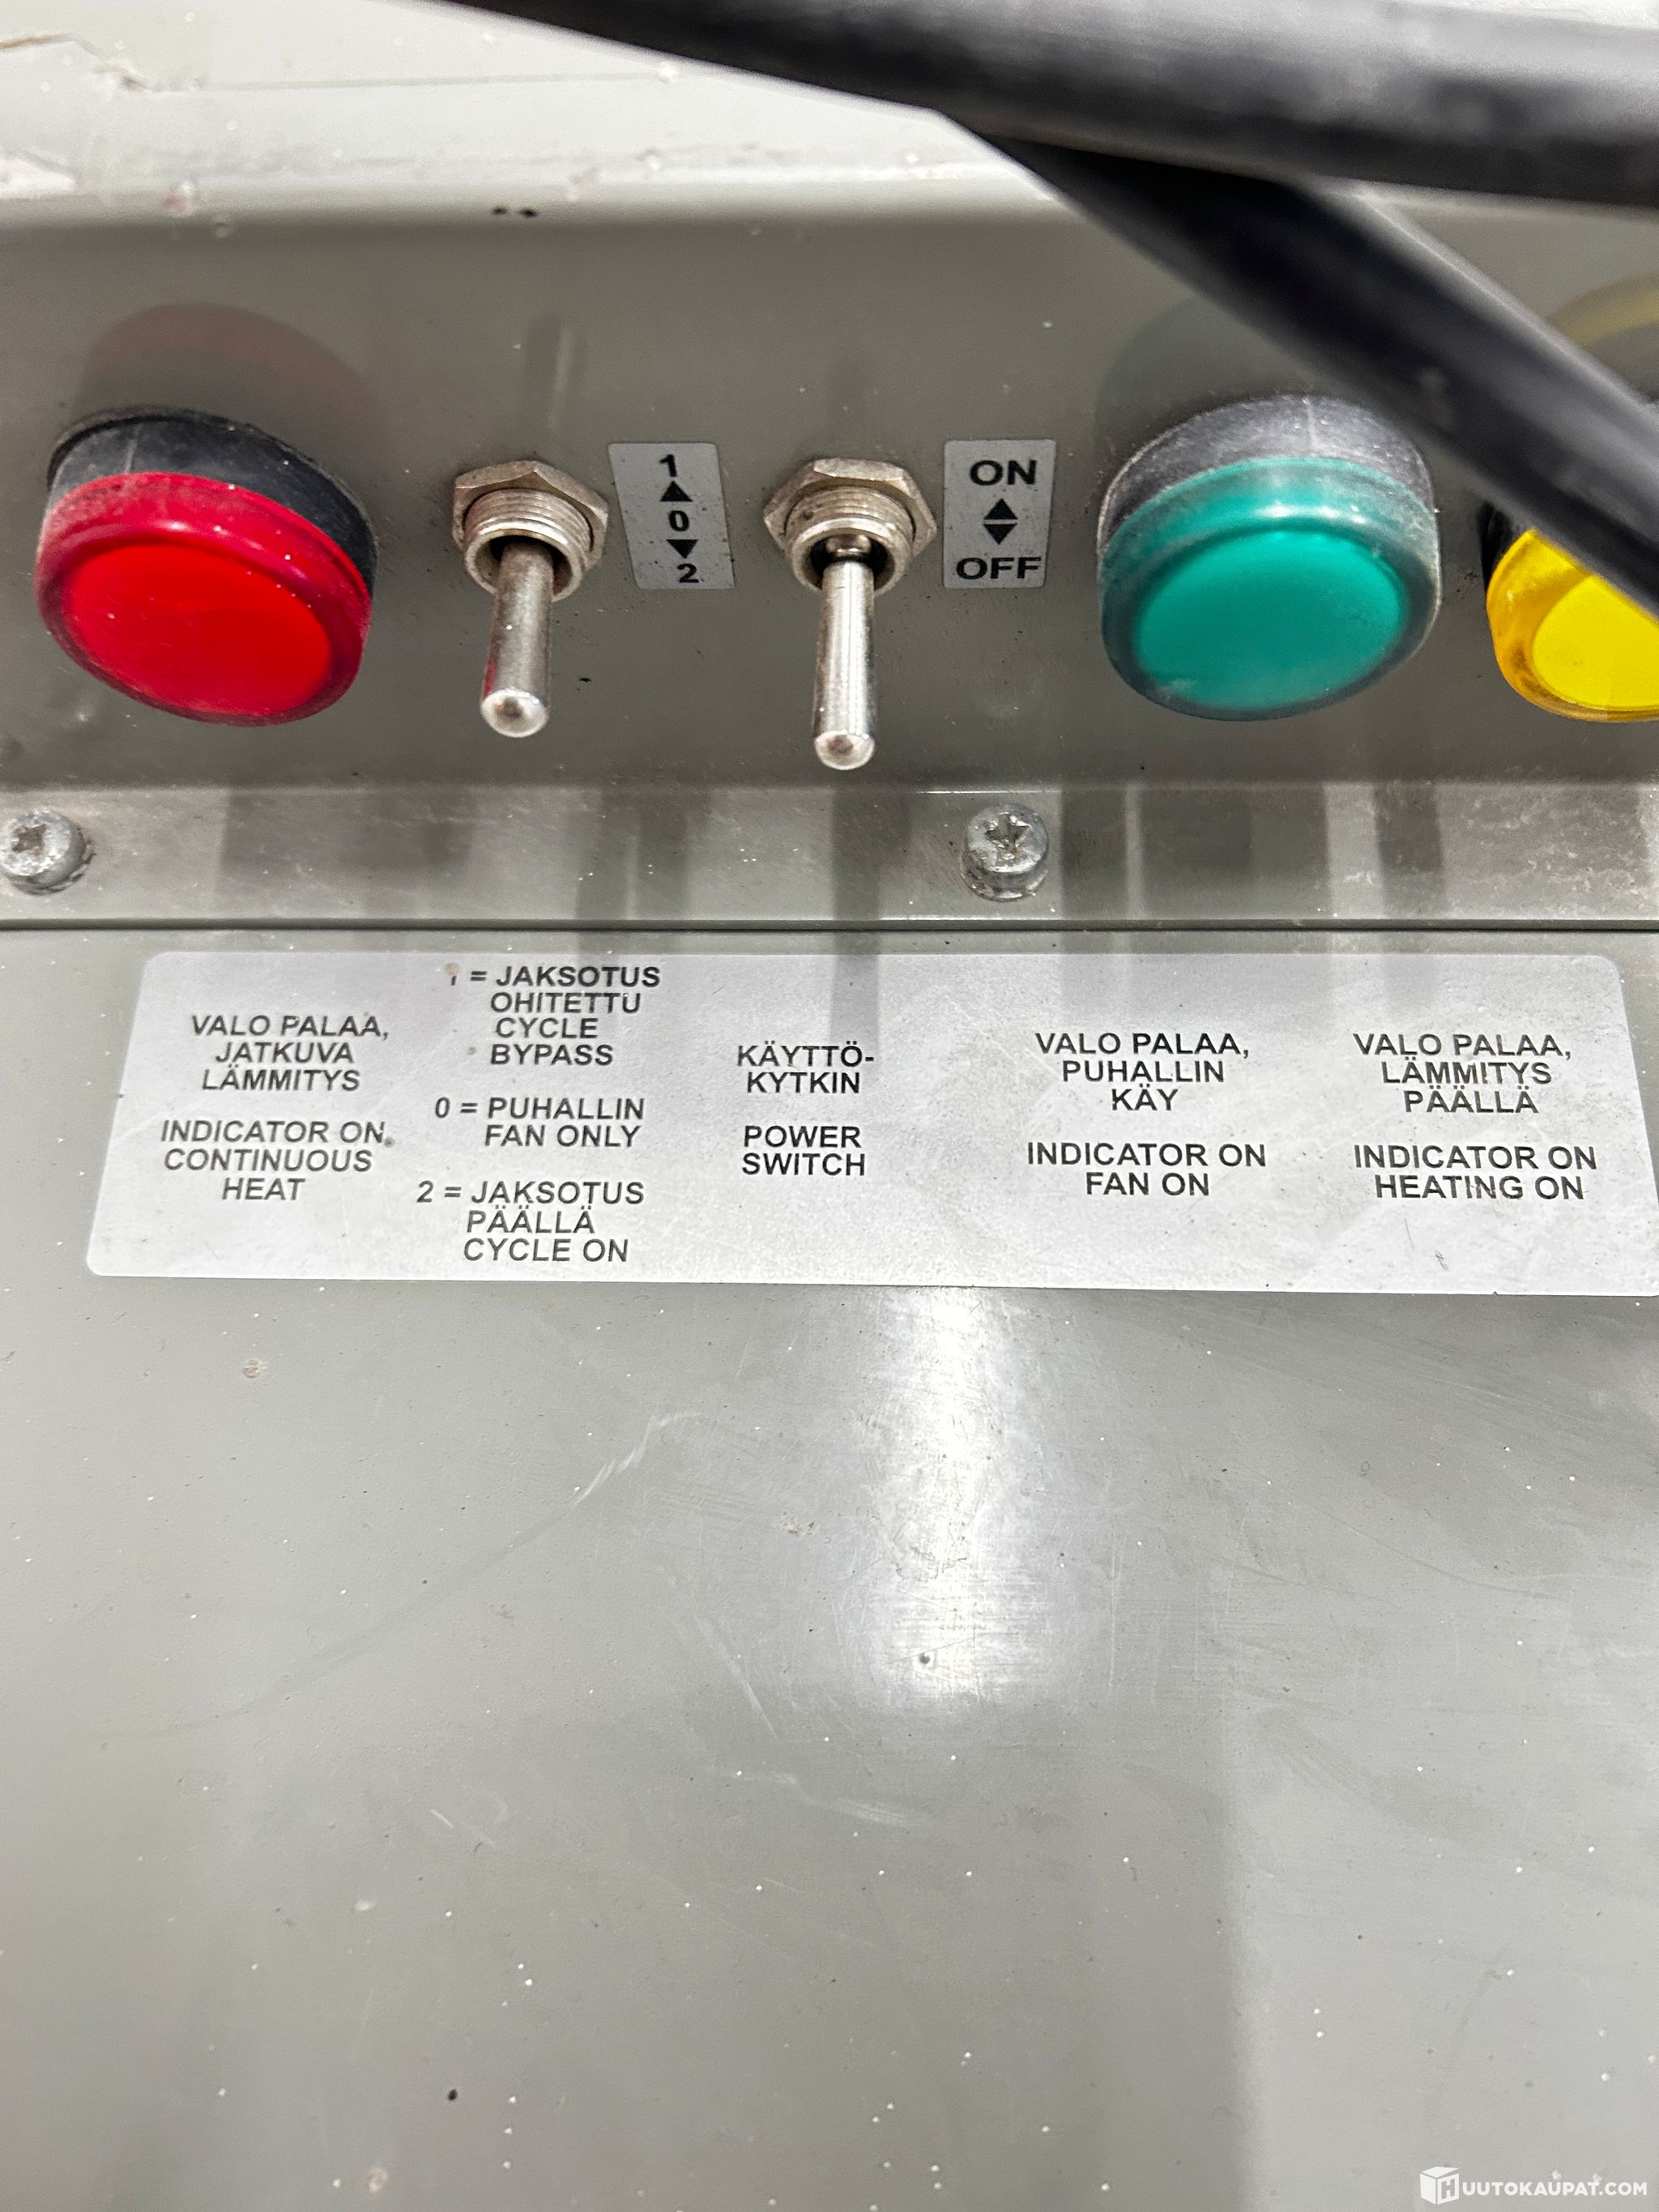 1
0
2
ON
OFF
VALO PALAA,
JATKUVA
LÄMMITYS
INDICATOR ON,
CONTINUOUS
HEAT
1 = JAKSOTUS
OHITETTU
CYCLE
BYPASS
0 = PUHALLIN
FAN ONLY
2 = JAKSOTUS
PÄÄLLÄ
CYCLE ON
KÄYTTÖ-
KYTKIN
POWER
SWITCH
VALO PALAA,
PUHALLIN
KÄY
INDICATOR ON
FAN ON
VALO PALAA,
LÄMMITYS
PÄÄLLÄ
INDICATOR ON
HEATING ON
HUUTOKAUPAT.COM